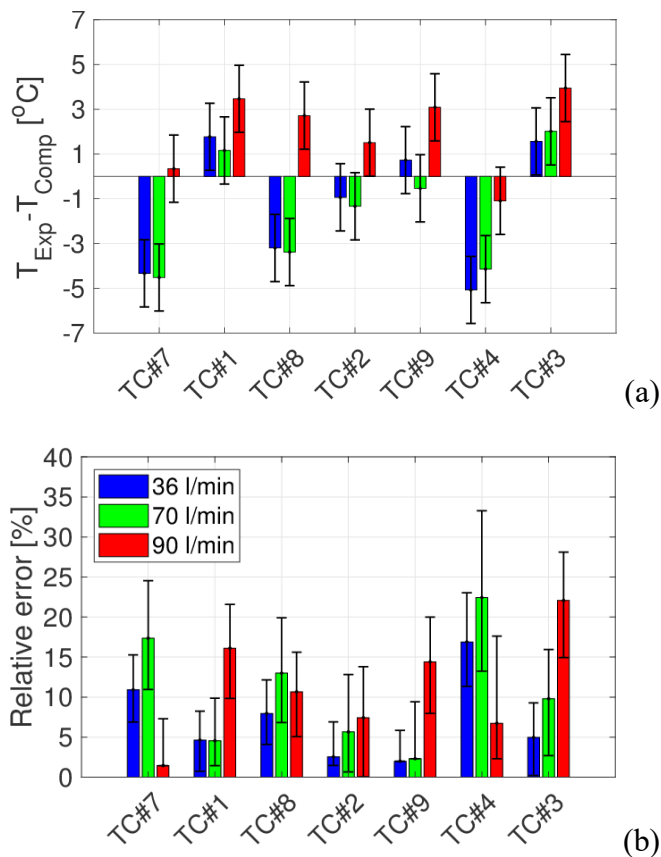 7
5
3
1
-1
-3
-5
-7
T_Exp-T_Comp [°C]
TC#7 TC#1 TC#8 TC#2 TC#9 TC#4 TC#3
(a)
40
35
30
25
20
15
10
5
0
Relative error [%]
36 l/min
70 l/min
90 l/min
TC#7 TC#1 TC#8 TC#2 TC#9 TC#4 TC#3
(b)